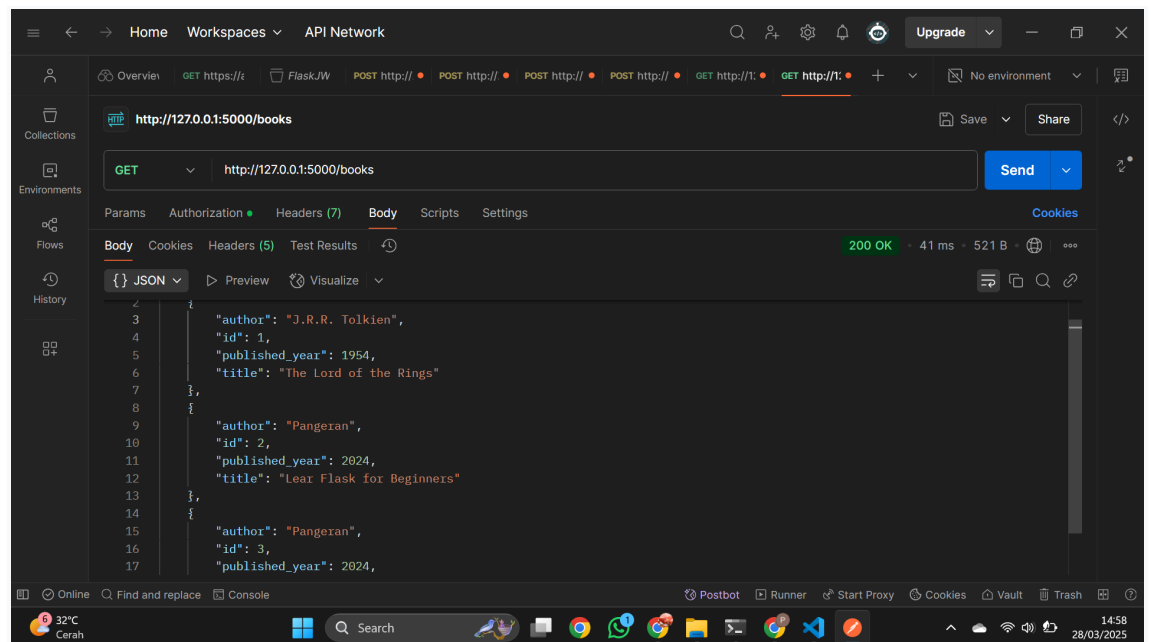 Home Workspaces API Network Upgrade
Overvie GET https://a FlaskJW POST http:// POST http://. POST http:// POST http:// GET http://1: GET http://1: No environment
HTTP http://127.0.0.1:5000/books Save Share
Collections
GET http://127.0.0.1:5000/books Send
Environments
Params Authorization Headers (7) Body Scripts Settings Cookies
Flows
Body Cookies Headers (5) Test Results 200 OK 41 ms 521 B
{} JSON Preview Visualize
History
2 {
3 "author": "J.R.R. Tolkien",
4 "id": 1,
5 "published_year": 1954,
6 "title": "The Lord of the Rings"
7 },
8 {
9 "author": "Pangeran",
10 "id": 2,
11 "published_year": 2024,
12 "title": "Lear Flask for Beginners"
13 },
14 {
15 "author": "Pangeran",
16 "id": 3,
17 "published_year": 2024,
Online Find and replace Console Postbot Runner Start Proxy Cookies Vault Trash
6 32°C
Cerah
Search
1
14:58
28/03/2025